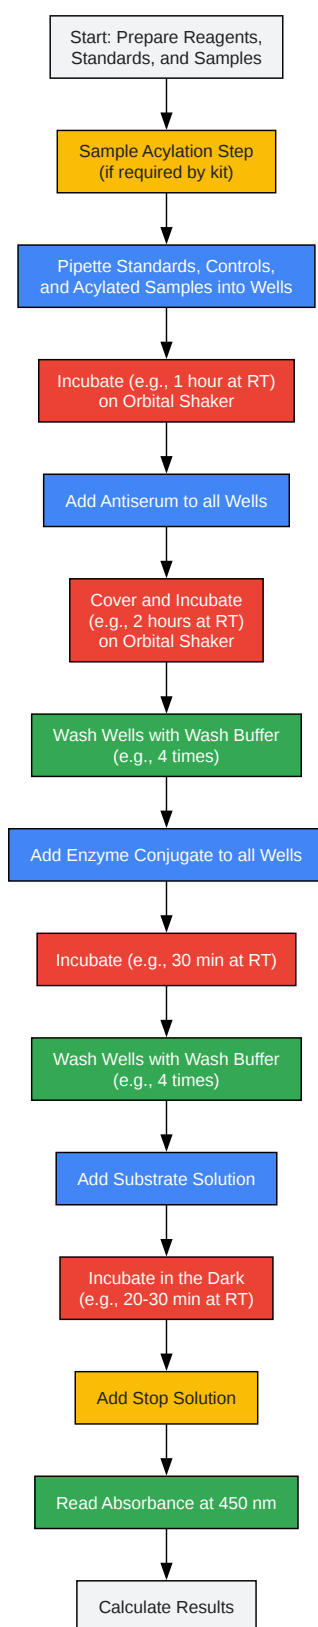 Start: Prepare Reagents,
Standards, and Samples
Sample Acylation Step
(if required by kit)
Pipette Standards, Controls,
and Acylated Samples into Wells
Incubate (e.g., 1 hour at RT)
on Orbital Shaker
Add Antiserum to all Wells
Cover and Incubate
(e.g., 2 hours at RT)
on Orbital Shaker
Wash Wells with Wash Buffer
(e.g., 4 times)
Add Enzyme Conjugate to all Wells
Incubate (e.g., 30 min at RT)
Wash Wells with Wash Buffer
(e.g., 4 times)
Add Substrate Solution
Incubate in the Dark
(e.g., 20-30 min at RT)
Add Stop Solution
Read Absorbance at 450 nm
Calculate Results